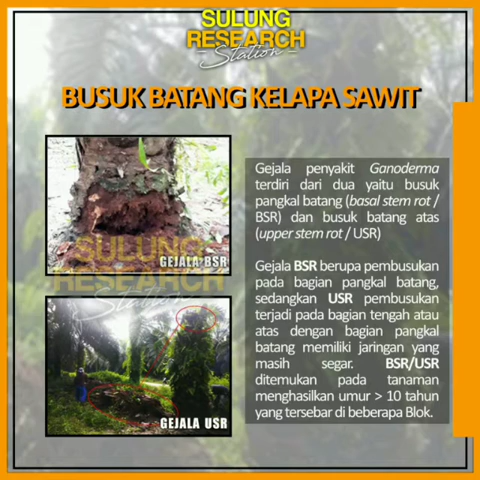 SULUNG
RESEARCH
Station
BUSUK BATANG KELAPA SAWIT
GEJALA BSR
SULUNG
RESEARCH
Station
GEJALA USR
Gejala penyakit Ganoderma
terdiri dari dua yaitu busuk
pangkal batang (basal stem rot /
BSR) dan busuk batang atas
(upper stem rot / USR)
Gejala BSR berupa pembusukan
pada bagian pangkal batang,
sedangkan USR pembusukan
terjadi pada bagian tengah atau
atas dengan bagian pangkal
batang memiliki jaringan yang
masih segar. BSR/USR
ditemukan pada tanaman
menghasilkan umur > 10 tahun
yang tersebar di beberapa Blok.